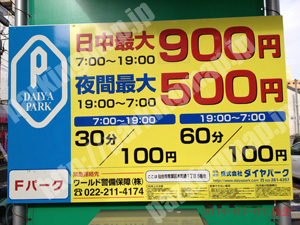 P
DAIYA
PARK
Fパーク
日中最大 900円
7:00～19:00
夜間最大 500円
19:00～7:00
7:00～19:00
30分
100円
19:00～7:00
60分
100円
ワールド警備保障(株)
☎022-211-4174
株式会社 ダイヤパーク